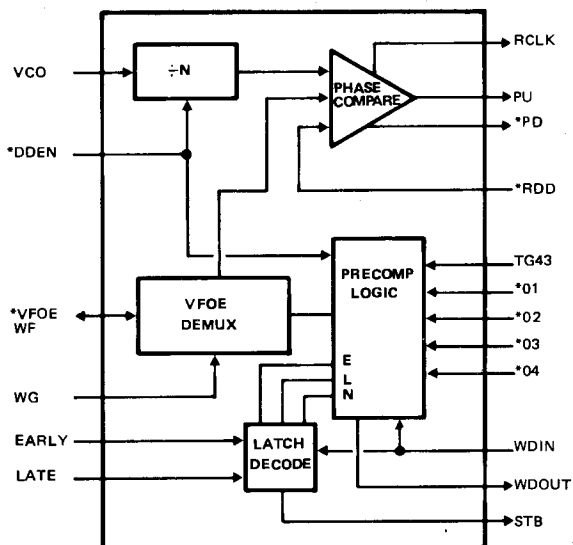 RCLK
VCO
÷N
PHASE
COMPARE
PU
*PD
*DDEN
*RDD
TG43
PRECOMP
LOGIC
*01
*VFOE
WF
VFOE
DEMUX
*02
*03
E
*04
L
WG
N
EARLY
LATCH
DECODE
WDIN
LATE
WDOUT
STB